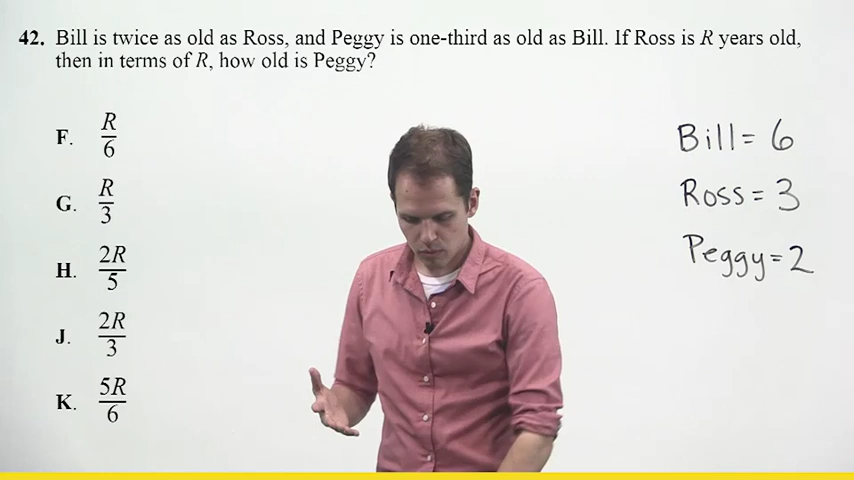 42. Bill is twice as old as Ross, and Peggy is one-third as old as Bill. If Ross is R years old,
then in terms of R, how old is Peggy?
F. R/6
G. R/3
H. 2R/5
J. 2R/3
K. 5R/6
Bill = 6
Ross = 3
Peggy = 2